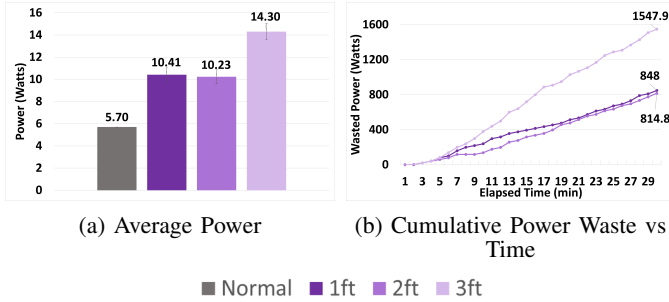 16
14
12
10
8
6
4
2
0
Power (Watts)
5.70
10.41
10.23
14.30
(a) Average Power
1600
1200
800
400
0
Wasted Power (Watts)
1547.9
848
814.8
1 3 5 7 9 11 13 15 17 19 21 23 25 27 29
Elapsed Time (min)
(b) Cumulative Power Waste vs
Time
Normal 1ft 2ft 3ft